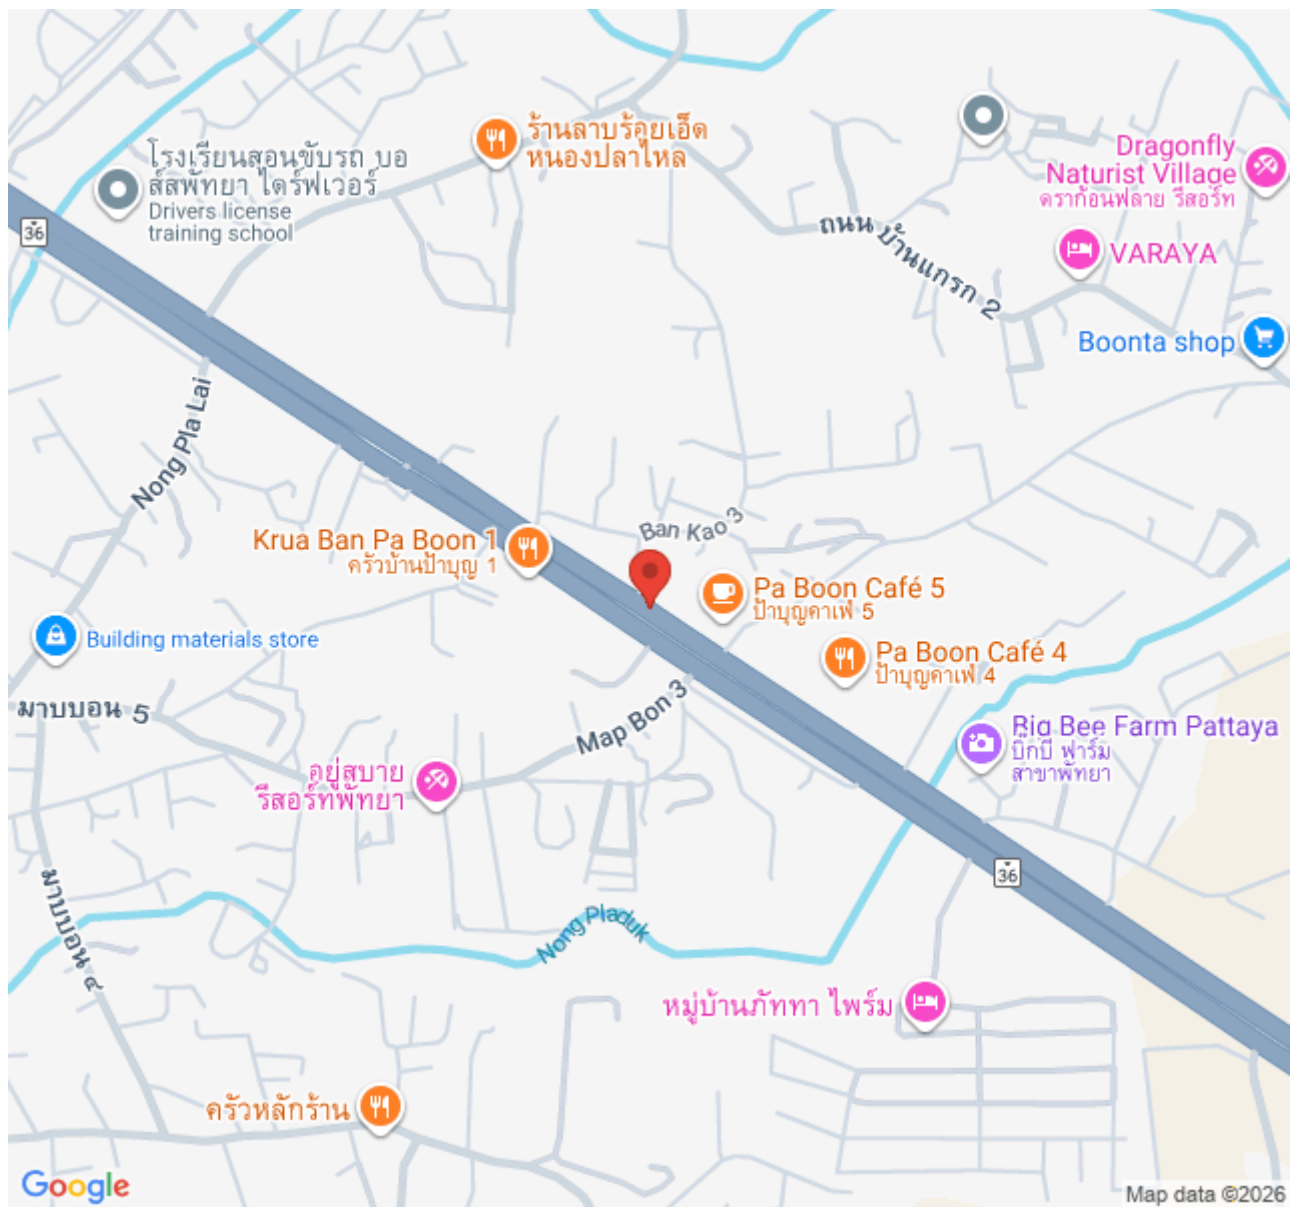 ร้านลาบร้อยเอ็ด
หนองปลาไหล
โรงเรียนสอนขับรถ บอ
ส์สพัทยา ไดร์ฟเวอร์
Drivers license
training school
36
Dragonfly
Naturist Village
ดราก้อนฟลาย รีสอร์ท
ถนน บ้านแกรก 2
VARAYA
Boonta shop
Nong Pla Lai
Ban Kao 3
Krua Ban Pa Boon 1
ครัวบ้านป้าบุญ 1
Pa Boon Café 5
ป้าบุญคาเฟ่ 5
Building materials store
Pa Boon Café 4
ป้าบุญคาเฟ่ 4
มาบบอน 5
Map Bon 3
Big Bee Farm Pattaya
บิ๊กบี ฟาร์ม
สาขาพัทยา
อยู่สบาย
รีสอร์ทพัทยา
36
มาบบอน ๔
Nong Pladuk
หมู่บ้านภัททา ไพร์ม
ครัวหลักร้าน
Google
Map data ©2026